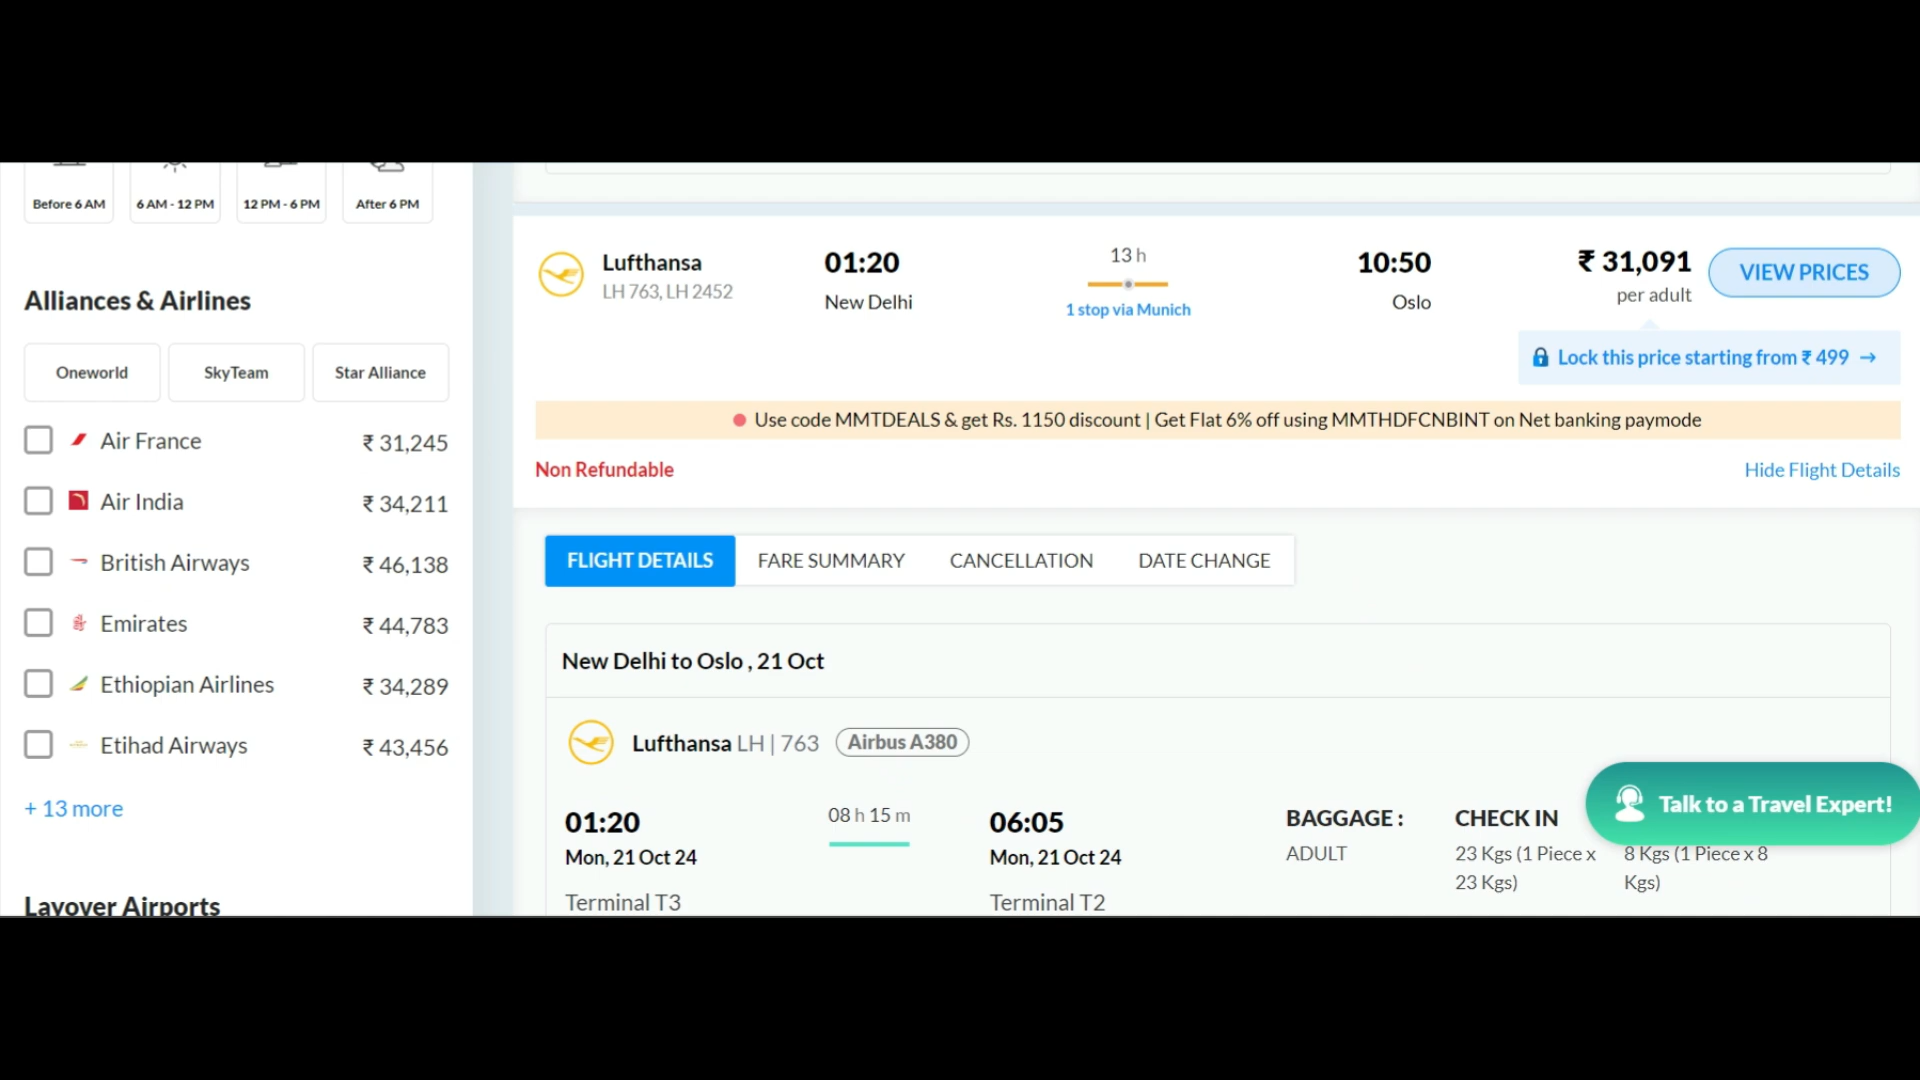 Before 6 AM
6 AM - 12 PM
12 PM - 6 PM
After 6 PM
Alliances & Airlines
Oneworld
SkyTeam
Star Alliance
Air France ₹ 31,245
Air India ₹ 34,211
British Airways ₹ 46,138
Emirates ₹ 44,783
Ethiopian Airlines ₹ 34,289
Etihad Airways ₹ 43,456
+ 13 more
Layover Airports
Lufthansa
LH 763, LH 2452
01:20
New Delhi
13 h
1 stop via Munich
10:50
Oslo
₹ 31,091
per adult
VIEW PRICES
Lock this price starting from ₹ 499 →
Use code MMTDEALS & get Rs. 1150 discount | Get Flat 6% off using MMTHDFCNBINT on Net banking paymode
Non Refundable
Hide Flight Details
FLIGHT DETAILS
FARE SUMMARY
CANCELLATION
DATE CHANGE
New Delhi to Oslo , 21 Oct
Lufthansa LH | 763 Airbus A380
01:20
Mon, 21 Oct 24
Terminal T3
08 h 15 m
06:05
Mon, 21 Oct 24
Terminal T2
BAGGAGE :
ADULT
CHECK IN
23 Kgs (1 Piece x
23 Kgs)
8 Kgs (1 Piece x 8
Kgs)
Talk to a Travel Expert!